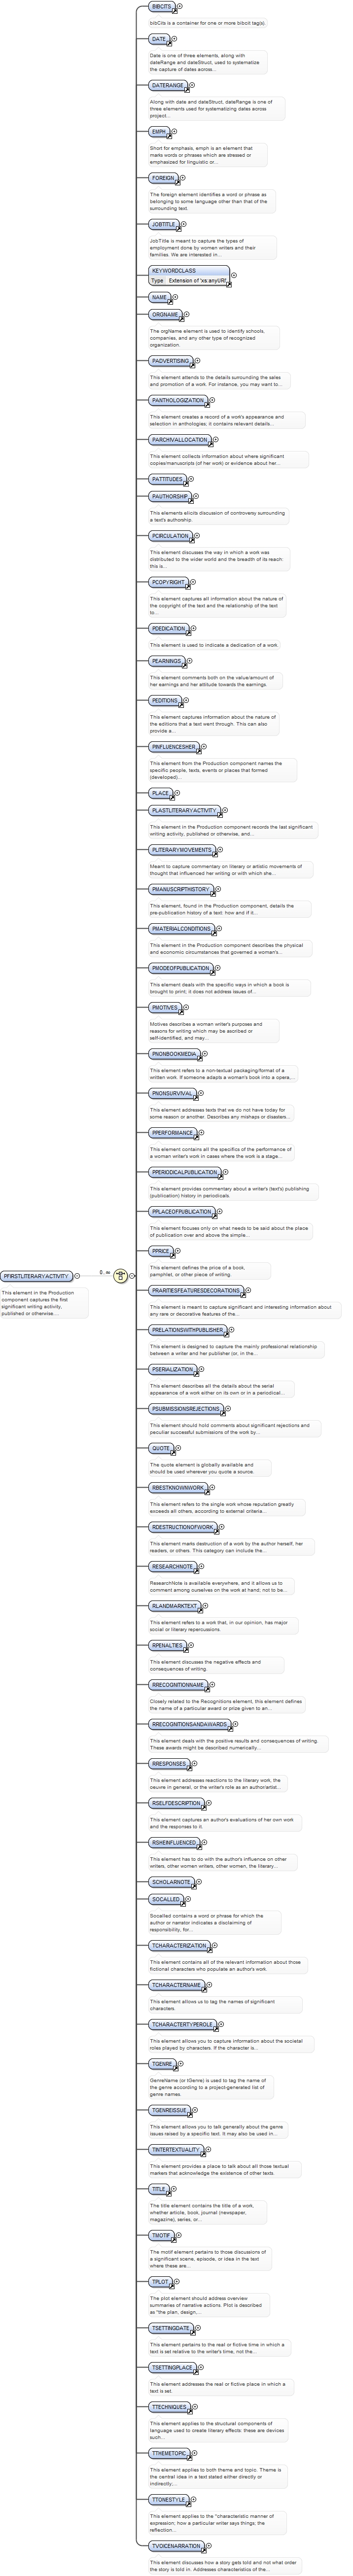 BIBCITS
bibCits is a container for one or more bibcit tag(s).
DATE
Date is one of three elements, along with
dateRange and dateStruct, used to systematize
the capture of dates across...
DATERANGE
Along with date and dateStruct, dateRange is one of
three elements used for systematizing dates across
project...
EMPH
Short for emphasis, emph is an element that
marks words or phrases which are stressed or
emphasized for linguistic or...
FOREIGN
The foreign element identifies a word or phrase as
belonging to some language other than that of the
surrounding text.
JOBTITLE
JobTitle is meant to capture the types of
employment done by women writers and their
families. We are interested in...
KEYWORDCLASS
Type Extension of 'xs:anyURI'
NAME
ORGNAME
The orgName element is used to identify schools,
companies, and any other type of recognized
organization.
PADVERTISING
This element attends to the details surrounding the sales
and promotion of a work. For instance, you may want to...
PANTHOLOGIZATION
This element creates a record of a work's appearance and
selection in anthologies; it contains relevant details...
PARCHIVALLOCATION
This element collects information about where significant
copies/manuscripts (of her work) or evidence about her...
PATTITUDES
PAUTHORSHIP
This elements elicits discussion of controversy surrounding
a text's authorship.
PCIRCULATION
This element discusses the way in which a work was
distributed to the wider world and the breadth of its reach:
this is...
PCOPYRIGHT
This element captures all information about the nature of
the copyright of the text and the relationship of the text
to...
PDEDICATION
This element is used to indicate a dedication of a work.
PEARNINGS
This element comments both on the value/amount of
her earnings and her attitude towards the earnings.
PEDITIONS
This element captures information about the nature of
the editions that a text went through. This can also
provide a...
PINFLUENCESHER
This element from the Production component names the
specific people, texts, events or places that formed
(developed)...
PLACE
PLASTLITERARYACTIVITY
This element in the Production component records the last significant
writing activity, published or otherwise, and...
PLITERARYMOVEMENTS
Meant to capture commentary on literary or artistic movements of
thought that influenced her writing or with which she...
PMANUSCRIPTHISTORY
This element, found in the Production component, details the
pre-publication history of a text: how and if it...
PMATERIALCONDITIONS
This element in the Production component describes the physical
and economic circumstances that governed a woman's...
PMODEOFPUBLICATION
This element deals with the specific ways in which a book is
brought to print; it does not address issues of...
PMOTIVES
Motives describes a woman writer's purposes and
reasons for writing which may be ascribed or
self-identified, and may...
PNONBOOKMEDIA
This element refers to a non-textual packaging/format of a
written work. If someone adapts a woman's book into a opera,...
PNONSURVIVAL
This element addresses texts that we do not have today for
some reason or another. Describes any mishaps or disasters...
PPERFORMANCE
This element contains all the specifics of the performance of
a woman writer's work in cases where the work is a stage...
PPERIODICALPUBLICATION
This element provides commentary about a writer's (text's) publishing
(publication) history in periodicals.
PPLACEOFPUBLICATION
This element focuses only on what needs to be said about the place
of publication over and above the simple...
PFIRSTLITERARYACTIVITY
0..∞
This element in the Production
component captures the first
significant writing activity,
published or otherwise....
PPRICE
This element defines the price of a book,
pamphlet, or other piece of writing.
PRARITIESFEATURESDECORATIONS
This element is meant to capture significant and interesting information about
any rare or decorative features of the...
PRELATIONSWITHPUBLISHER
This element is designed to capture the mainly professional relationship
between a writer and her publisher (or, in the...
PSERIALIZATION
This element describes all the details about the serial
appearance of a work either on its own or in a periodical...
PSUBMISSIONSREJECTIONS
This element should hold comments about significant rejections and
peculiar successful submissions of the work by...
QUOTE
The quote element is globally available and
should be used wherever you quote a source.
RBESTKNOWNWORK
This element refers to the single work whose reputation greatly
exceeds all others, according to external criteria...
RDESTRUCTIONOFWORK
This element marks destruction of a work by the author herself, her
readers, or others. This category can include the...
RESEARCHNOTE
ResearchNote is available everywhere, and it allows us to
comment among ourselves on the work at hand; not to be...
RLANDMARKTEXT
This element refers to a work that, in our opinion, has major
social or literary repercussions.
RPENALTIES
This element discusses the negative effects and
consequences of writing.
RRECOGNITIONNAME
Closely related to the Recognitions element, this element defines
the name of a particular award or prize given to an...
RRECOGNITIONSANDAWARDS
This element deals with the positive results and consequences of writing.
These awards might be described numerically...
RRESPONSES
This element addresses reactions to the literary work, the
oeuvre in general, or the writer's role as an author/artist...
RSELFDESCRIPTION
This element captures an author's evaluations of her own work
and the responses to it.
RSHEINFLUENCED
This element has to do with the author's influence on other
writers, other women writers, other women, the literary...
SCHOLARNOTE
SOCALLED
Socalled contains a word or phrase for which the
author or narrator indicates a disclaiming of
responsibility, for...
TCHARACTERIZATION
This element contains all of the relevant information about those
fictional characters who populate an author's work.
TCHARACTERNAME
This element allows us to tag the names of significant
characters.
TCHARACTERTYPEROLE
This element allows you to capture information about the societal
roles played by characters. If the character is...
TGENRE
GenreName (or tGenre) is used to tag the name of
the genre according to a project-generated list of
genre names.
TGENREISSUE
This element allows you to talk generally about the genre
issues raised by a specific text. It may also be used in...
TINTERTEXTUALITY
This element provides a place to talk about all those textual
markers that acknowledge the existence of other texts.
TITLE
The title element contains the title of a work,
whether article, book, journal (newspaper,
magazine), series, or...
TMOTIF
The motif element pertains to those discussions of
a significant scene, episode, or idea in the text
where these are...
TPLOT
The plot element should address overview
summaries of narrative actions. Plot is described
as "the plan, design,...
TSETTINGDATE
This element pertains to the real or fictive time in which a
text is set relative to the writer's time, not the...
TSETTINGPLACE
This element addresses the real or fictive place in which a
text is set.
TTECHNIQUES
This element applies to the structural components of
language used to create literary effects: these are devices
such...
TTHEMETOPIC
This element applies to both theme and topic. Theme is
the central idea in a text stated either directly or
indirectly,...
TTONESTYLE
This element applies to the "characteristic manner of
expression: how a particular writer says things; the
reflection...
TVOICENARRATION
This element discusses how a story gets told and not what order
the story is told in. Addresses characteristics of the...